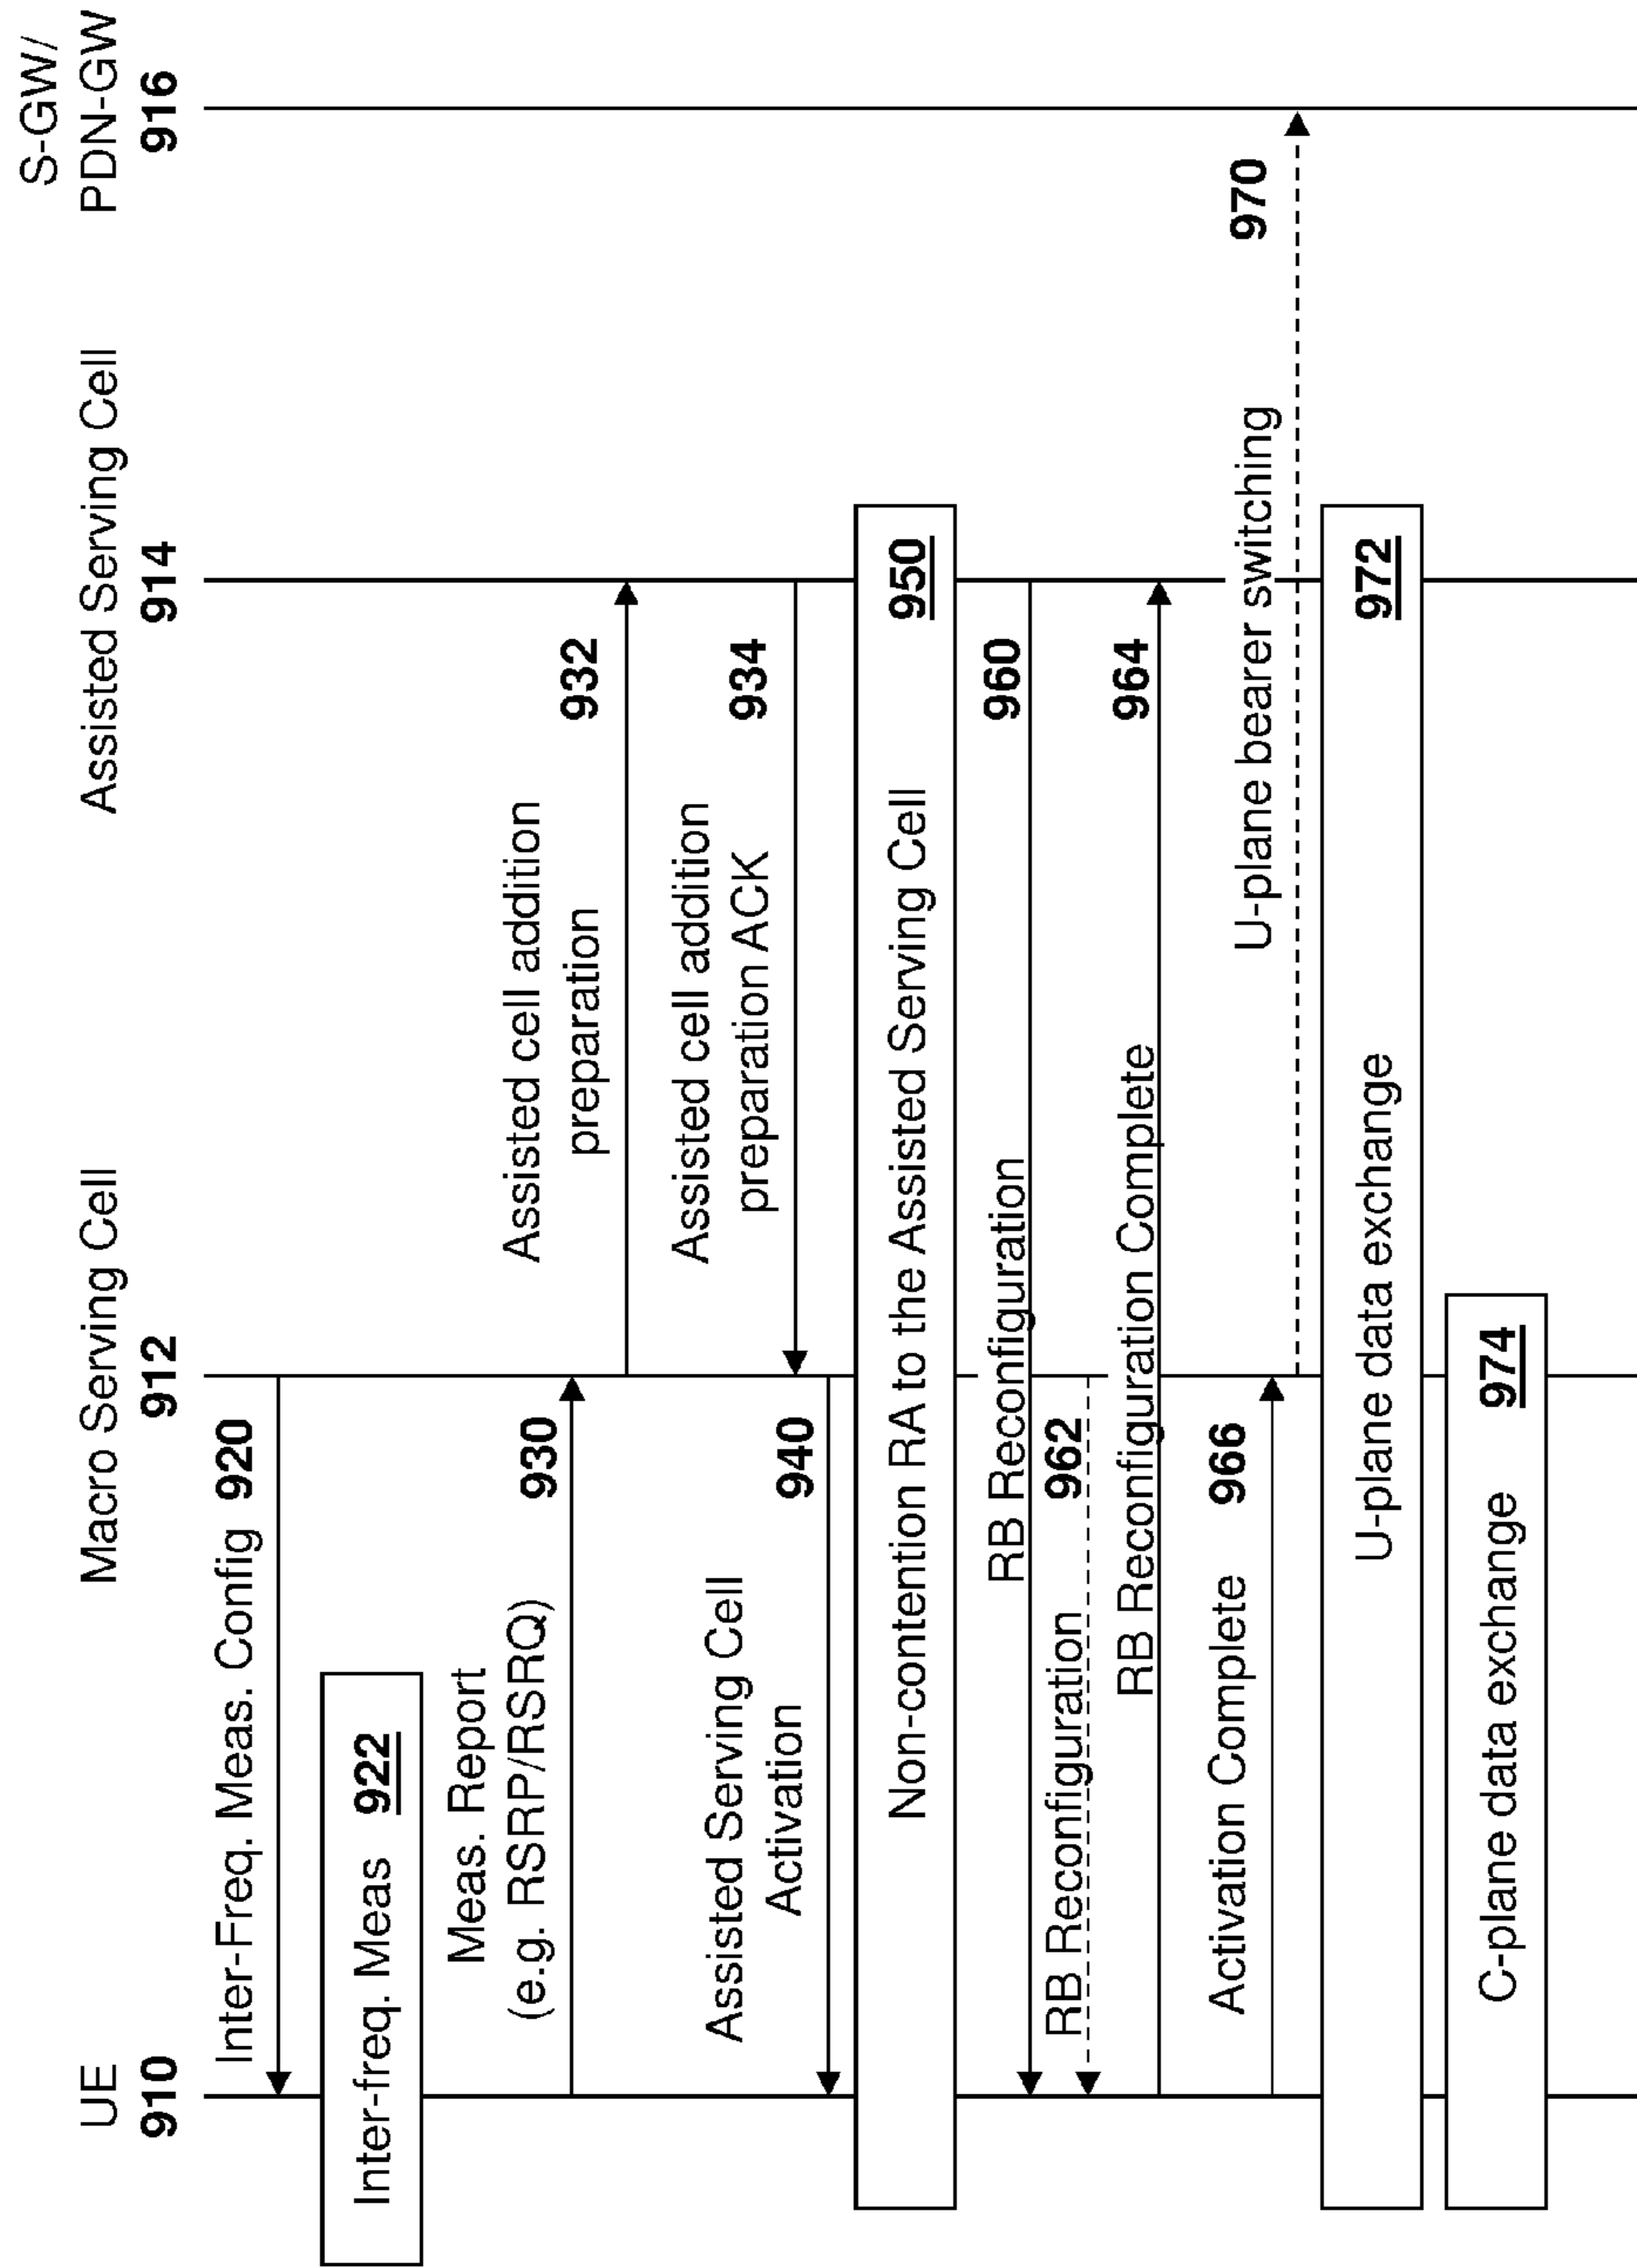 UE
910
Macro Serving Cell
912
Assisted Serving Cell
914
S-GW/
PDN-GW
916
Inter-Freq. Meas. Config 920
Inter-freq. Meas 922
Meas. Report
(e.g. RSRP/RSRQ)
930
Assisted cell addition
preparation
932
Assisted cell addition
preparation ACK
934
Assisted Serving Cell
Activation
940
Non-contention RA to the Assisted Serving Cell 950
RB Reconfiguration 960
RB Reconfiguration 962
RB Reconfiguration Complete 964
Activation Complete 966
U-plane bearer switching 970
U-plane data exchange 972
C-plane data exchange 974